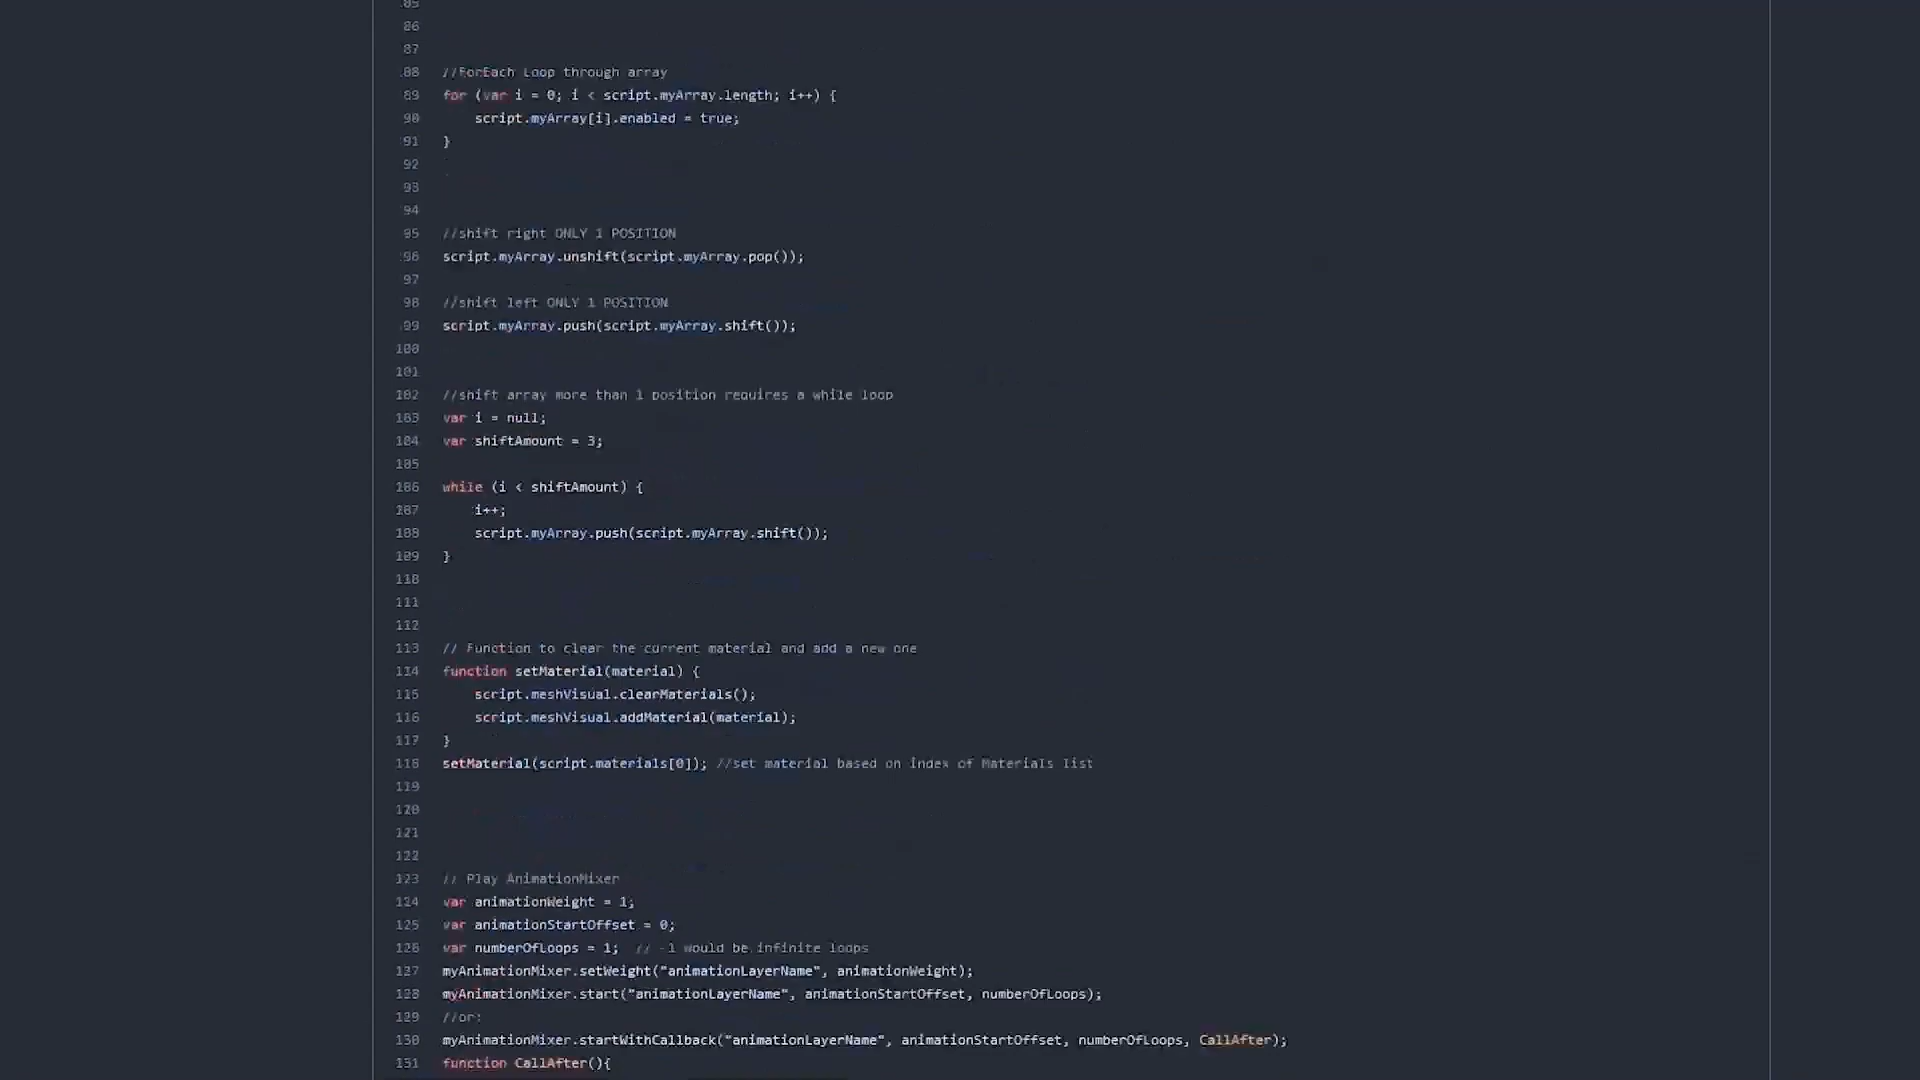 85
86
87
88 //ForEach Loop through array
89 for (var i = 0; i < script.myArray.length; i++) {
90 script.myArray[i].enabled = true;
91 }
92
93
94
95 //shift right ONLY 1 POSITION
96 script.myArray.unshift(script.myArray.pop());
97
98 //shift left ONLY 1 POSITION
99 script.myArray.push(script.myArray.shift());
100
101
102 //shift array more than 1 position requires a while loop
103 var i = null;
104 var shiftAmount = 3;
105
106 while (i < shiftAmount) {
107 i++;
108 script.myArray.push(script.myArray.shift());
109 }
110
111
112
113 // Function to clear the current material and add a new one
114 function setMaterial(material) {
115 script.meshVisual.clearMaterials();
116 script.meshVisual.addMaterial(material);
117 }
118 setMaterial(script.materials[0]); //set material based on index of Materials list
119
120
121
122
123 // Play AnimationMixer
124 var animationWeight = 1;
125 var animationStartOffset = 0;
126 var numberOfLoops = 1; // -1 would be infinite loops
127 myAnimationMixer.setWeight("animationLayerName", animationWeight);
128 myAnimationMixer.start("animationLayerName", animationStartOffset, numberOfLoops);
129 //or:
130 myAnimationMixer.startWithCallback("animationLayerName", animationStartOffset, numberOfLoops, CallAfter);
131 function CallAfter(){